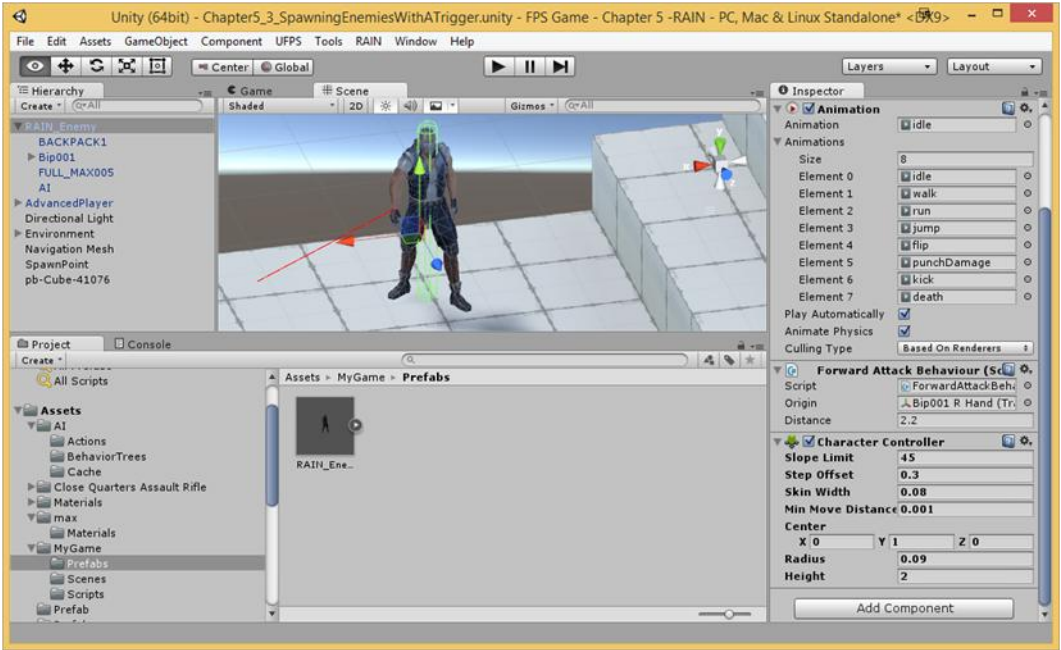 Unity (64bit) - Chapter5_3_SpawningEnemiesWithATrigger.unity - FPS Game - Chapter 5 -RAIN - PC, Mac & Linux Standalone* <DX9>
File Edit Assets GameObject Component UFPS Tools RAIN Window Help
Center Global Layers Layout
Hierarchy
Create All
RAIN_Enemy
BACKPACK1
Bip001
FULL_MAX005
AI
AdvancedPlayer
Directional Light
Environment
Navigation Mesh
SpawnPoint
pb-Cube-41076
Game Scene
Shaded 2D Gizmos All
y
x
z
Project Console
Create
All Scripts
Assets
AI
Actions
BehaviorTrees
Cache
Close Quarters Assault Rifle
Materials
max
Materials
MyGame
Prefabs
Scenes
Scripts
Prefab
Assets MyGame Prefabs
RAIN_Ene...
Inspector
Animation
Animation idle
Animations
Size 8
Element 0 idle
Element 1 walk
Element 2 run
Element 3 jump
Element 4 flip
Element 5 punchDamage
Element 6 kick
Element 7 death
Play Automatically
Animate Physics
Culling Type Based On Renderers
Forward Attack Behaviour (Sc
Script ForwardAttackBeha
Origin Bip001 R Hand (Tr
Distance 2.2
Character Controller
Slope Limit 45
Step Offset 0.3
Skin Width 0.08
Min Move Distance 0.001
Center
X 0 Y 1 Z 0
Radius 0.09
Height 2
Add Component